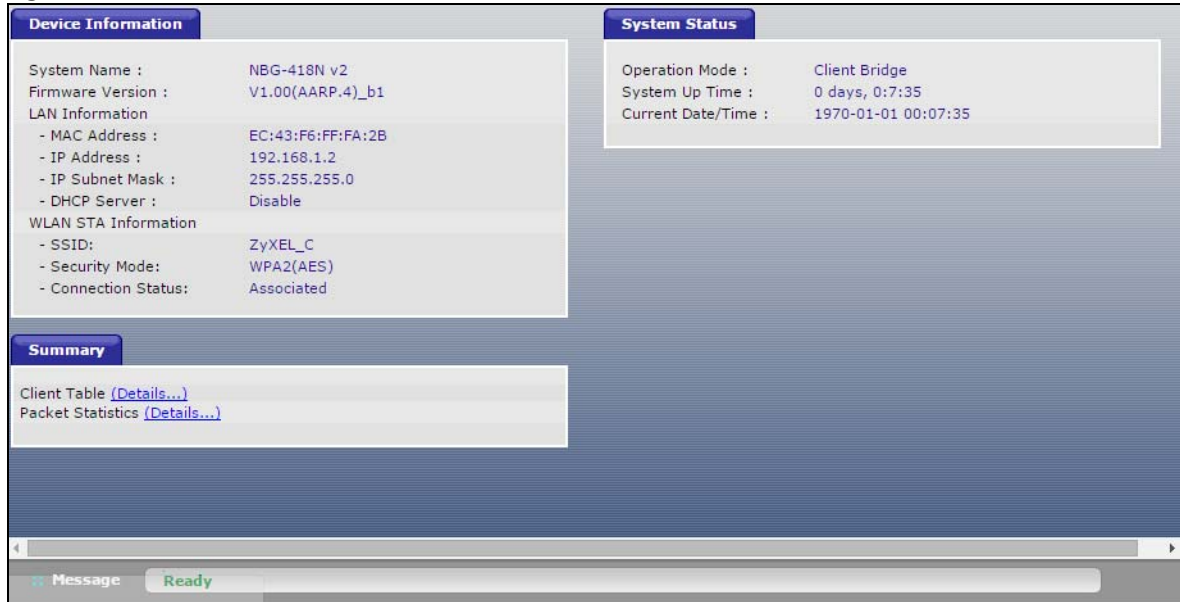 Device Information
System Name : NBG-418N v2
Firmware Version : V1.00(AARP.4)_b1
LAN Information
- MAC Address : EC:43:F6:FF:FA:2B
- IP Address : 192.168.1.2
- IP Subnet Mask : 255.255.255.0
- DHCP Server : Disable
WLAN STA Information
- SSID: ZyXEL_C
- Security Mode: WPA2(AES)
- Connection Status: Associated
Summary
Client Table (Details...)
Packet Statistics (Details...)
System Status
Operation Mode : Client Bridge
System Up Time : 0 days, 0:7:35
Current Date/Time : 1970-01-01 00:07:35
Message Ready